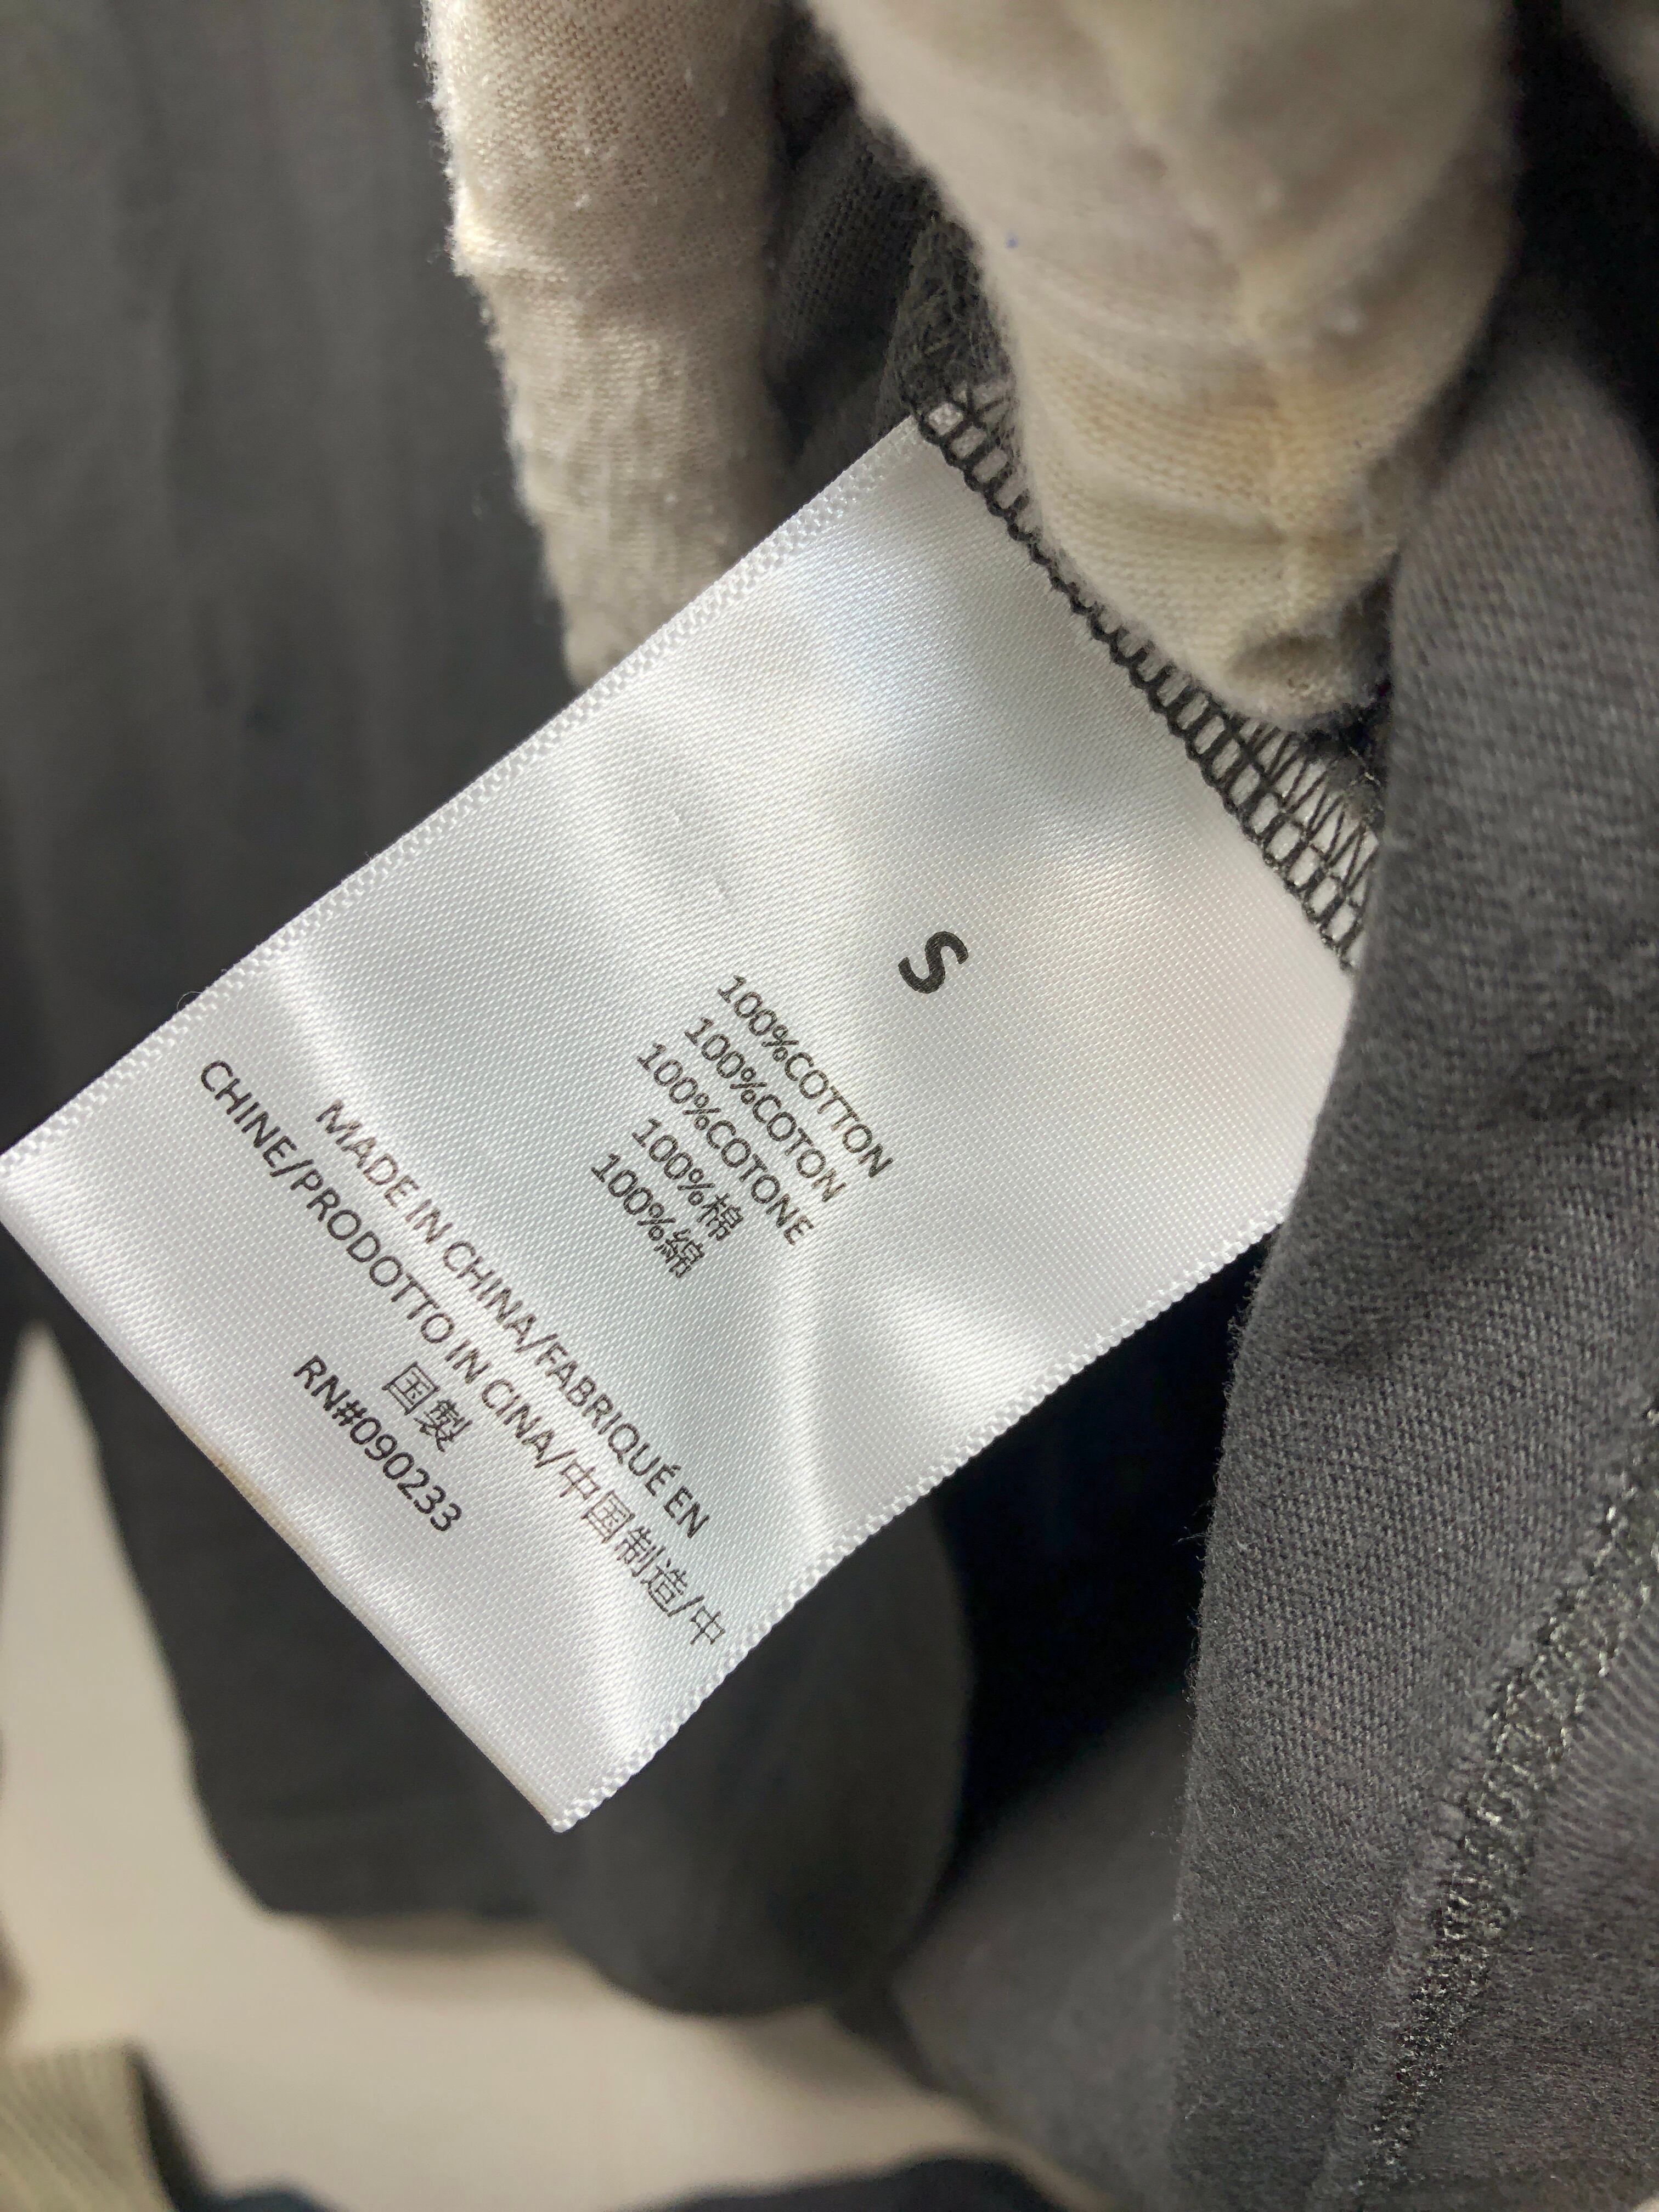 S
100%COTTON
100%COTON
100%COTONE
100%棉
100%綿
MADE IN CHINA/FABRIQUÉ EN
CHINE/PRODOTTO IN CINA/中国制造/中
国製
RN#090233